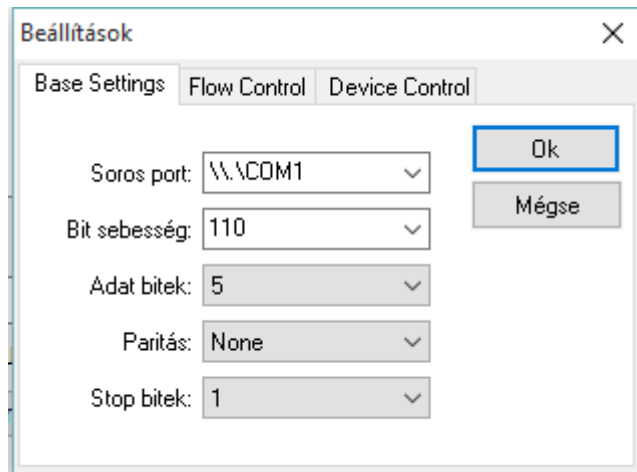 Beállítások
Base Settings Flow Control Device Control
Soros port: \\.\COM1
Ok
Bit sebesség: 110
Mégse
Adat bitek: 5
Paritás: None
Stop bitek: 1